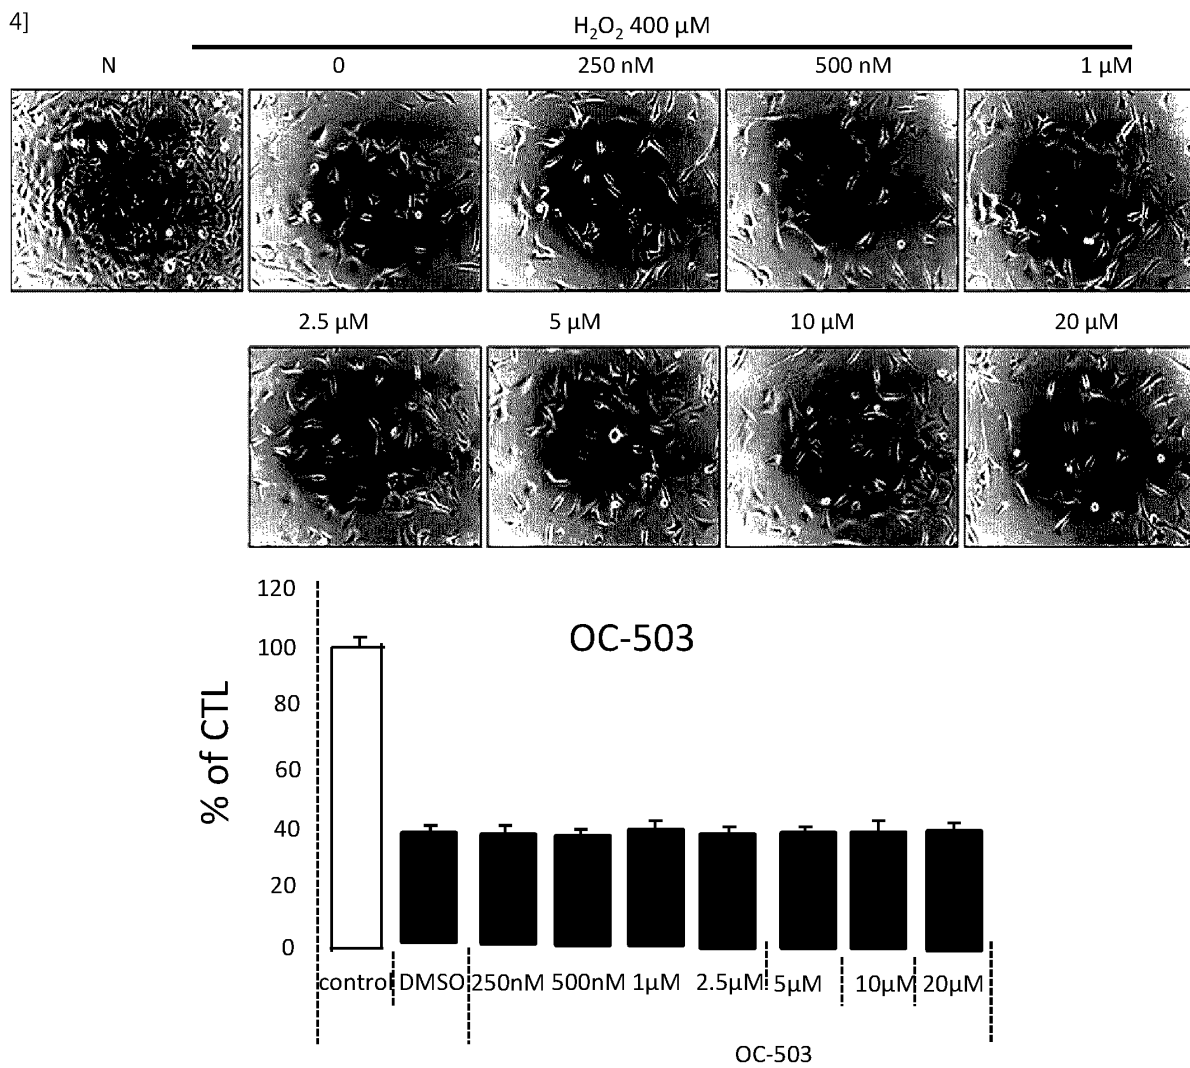 4]
H₂O₂ 400 µM
N 0 250 nM 500 nM 1 µM
2.5 µM 5 µM 10 µM 20 µM
OC-503
% of CTL
120
100
80
60
40
20
0
control DMSO 250nM 500nM 1µM 2.5µM 5µM 10µM 20µM
OC-503